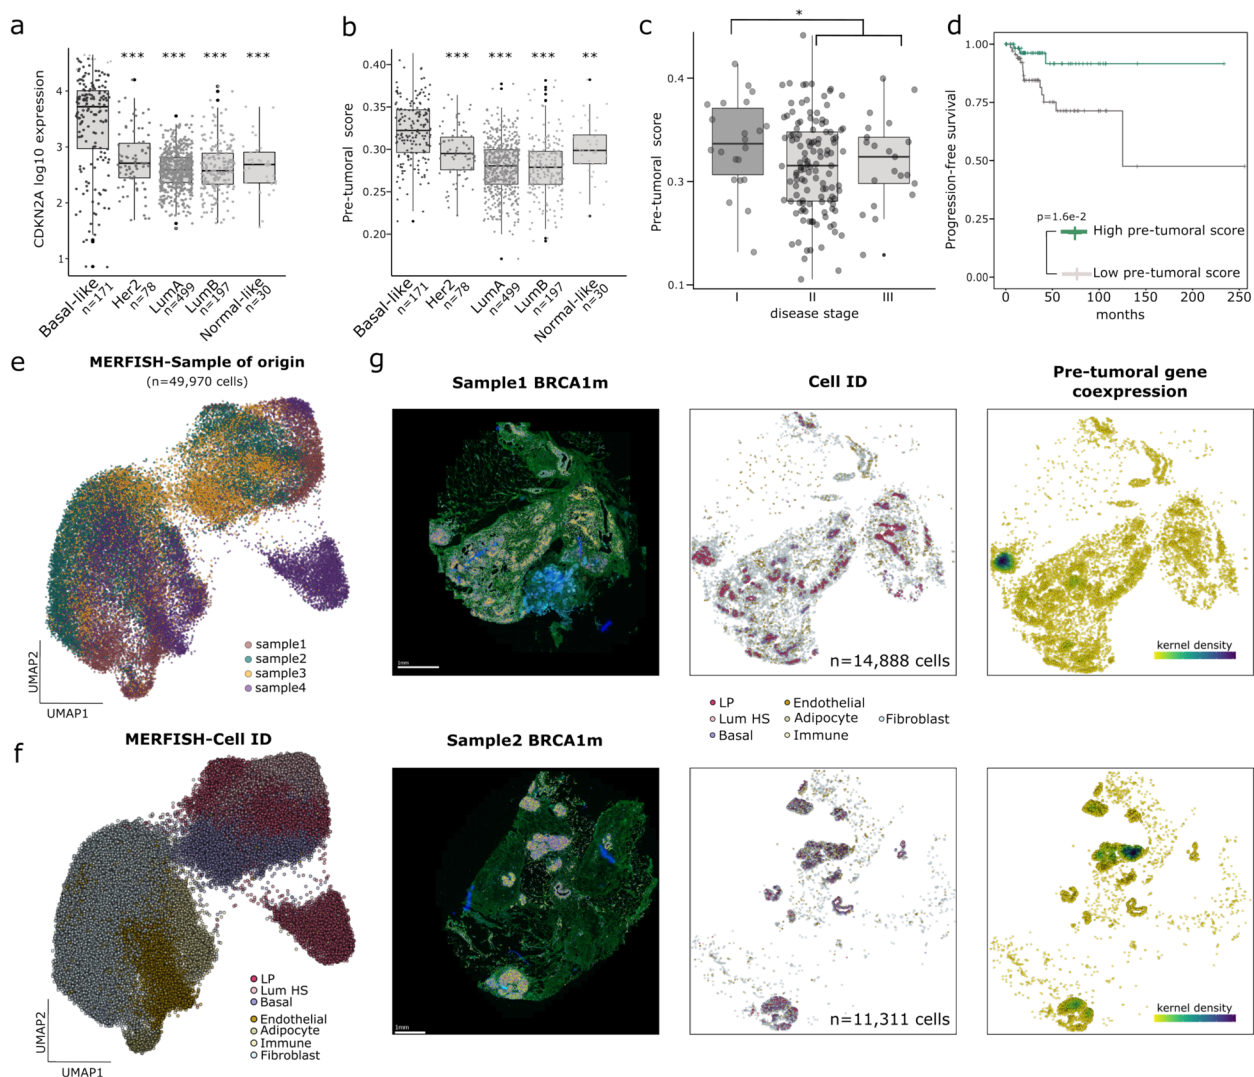 a
CDKN2A log10 expression
4
3
2
1
*** *** *** ***
Basal-like n=171
Her2 n=78
LumA n=499
LumB n=197
Normal-like n=30
b
Pre-tumoral score
0.35
0.30
0.25
0.20
*** *** *** **
Basal-like n=171
Her2 n=78
LumA n=499
LumB n=197
Normal-like n=30
c
Pre-tumoral score
*
0.4
0.3
0.1
I II III
disease stage
d
Progression-free survival
1.00
0.75
0.50
0.25
0.00
p=1.6e-2
High pre-tumoral score
Low pre-tumoral score
0 50 100 150 200 250
months
e
MERFISH-Sample of origin
(n=49,970 cells)
sample1
sample2
sample3
sample4
UMAP2
UMAP1
f
MERFISH-Cell ID
LP
Lum HS
Basal
Endothelial
Adipocyte
Immune
Fibroblast
UMAP2
UMAP1
g
Sample1 BRCA1m
Cell ID
Pre-tumoral gene
coexpression
1mm
n=14,888 cells
kernel density
LP
Lum HS
Basal
Endothelial
Adipocyte
Immune
Fibroblast
Sample2 BRCA1m
1mm
n=11,311 cells
kernel density